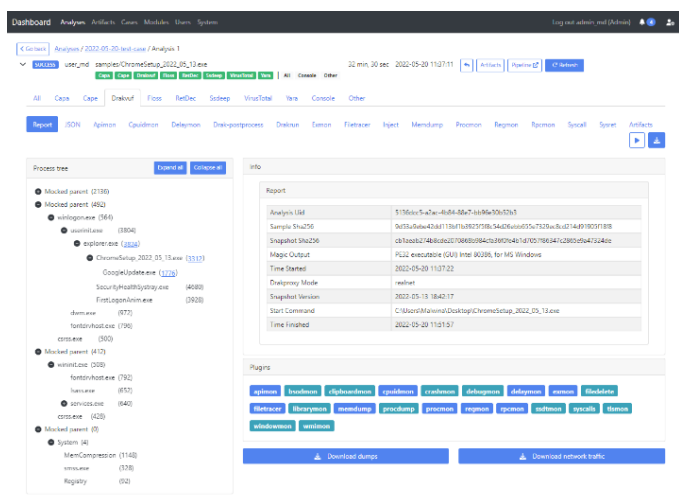 Dashboard Analyses Artifacts Cases Modules Users System Log out admin_md (Admin)
Go back Analyses / 2022-05-20-test-case / Analysis 1
SUCCESS user_md samples/ChromeSetup_2022_05_13.exe 32 min, 30 sec 2022-05-20 11:37:11 Artifacts Pipeline Refresh
Capa Cape Drakvuf Floss RetDec Ssdeep VirusTotal Yara All Console Other
All Capa Cape Drakvuf Floss RetDec Ssdeep VirusTotal Yara Console Other
Report JSON Apimon Cpuidmon Delaymon Drak-postprocess Drakrun Exmon Filetracer Inject Memdump Procmon Regmon Rpcmon Syscall Sysret Artifacts
Process tree Expand all Collapse all
Mocked parent (2136)
Mocked parent (492)
winlogon.exe (564)
userinit.exe (3804)
explorer.exe (3824)
ChromeSetup_2022_05_13.exe (3312)
GoogleUpdate.exe (1776)
SecurityHealthSystray.exe (4680)
FirstLogonAnim.exe (3928)
dwm.exe (972)
fontdrvhost.exe (796)
csrss.exe (500)
Mocked parent (412)
wininit.exe (508)
fontdrvhost.exe (792)
lsass.exe (652)
services.exe (640)
csrss.exe (428)
Mocked parent (0)
System (4)
MemCompression (1148)
smss.exe (328)
Registry (92)
Info
Report
Analysis Uid
Sample Sha256
Snapshot Sha256
Magic Output PE32 executable (GUI) Intel 80386, for MS Windows
Time Started 2022-05-20 11:37:22
Drakproxy Mode realnet
Snapshot Version 2022-05-13 18:42:17
Start Command C:\Users\Malwina\Desktop\ChromeSetup_2022_05_13.exe
Time Finished 2022-05-20 11:51:57
Plugins
apimon bsodmon clipboardmon cpuidmon crashmon debugmon delaymon exmon filedelete
filetracer librarymon memdump procdump procmon regmon rpcmon ssdtmon syscalls tlsmon
windowmon wmimon
Download dumps Download network traffic